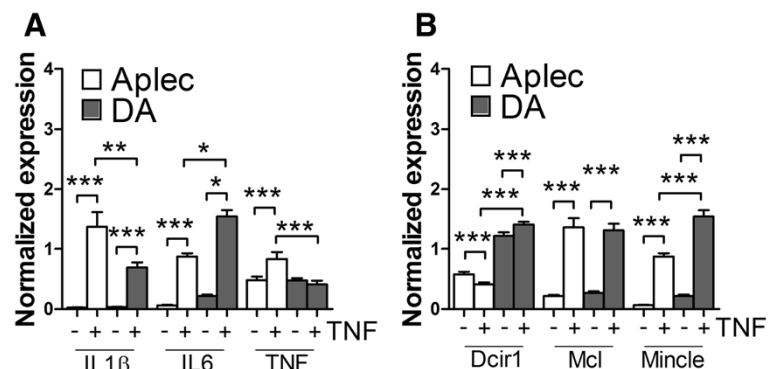 A
Normalized expression
4
3
2
1
0
Aplec
DA
*** ** *** *** * * *** ***
- + - + - + - + - + - + TNF
IL1β IL6 TNF
B
Normalized expression
4
3
2
1
0
Aplec
DA
*** *** *** *** *** *** *** ***
- + - + - + - + - + - + TNF
Dcir1 Mcl Mincle